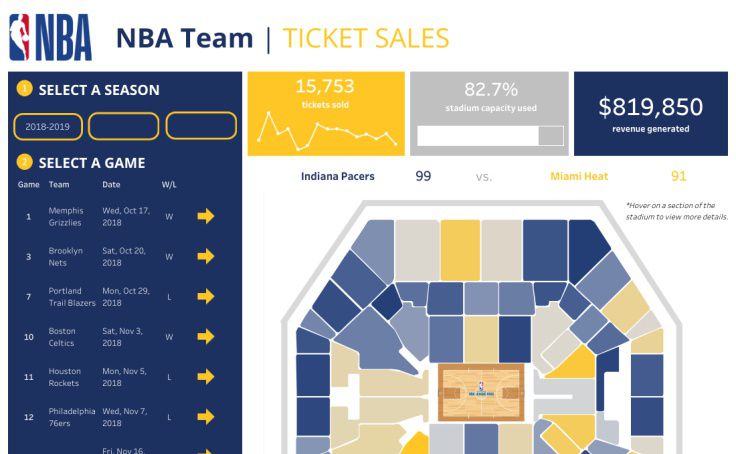 NBA
NBA Team | TICKET SALES
1 SELECT A SEASON
2018-2019
2 SELECT A GAME
Game Team Date W/L
1 Memphis Grizzlies Wed, Oct 17, 2018 W
3 Brooklyn Nets Sat, Oct 20, 2018 W
7 Portland Trail Blazers Mon, Oct 29, 2018 L
10 Boston Celtics Sat, Nov 3, 2018 W
11 Houston Rockets Mon, Nov 5, 2018 L
12 Philadelphia 76ers Wed, Nov 7, 2018 L
Fri, Nov 16,
15,753
tickets sold
82.7%
stadium capacity used
$819,850
revenue generated
Indiana Pacers 99 vs. Miami Heat 91
*Hover on a section of the
stadium to view more details.